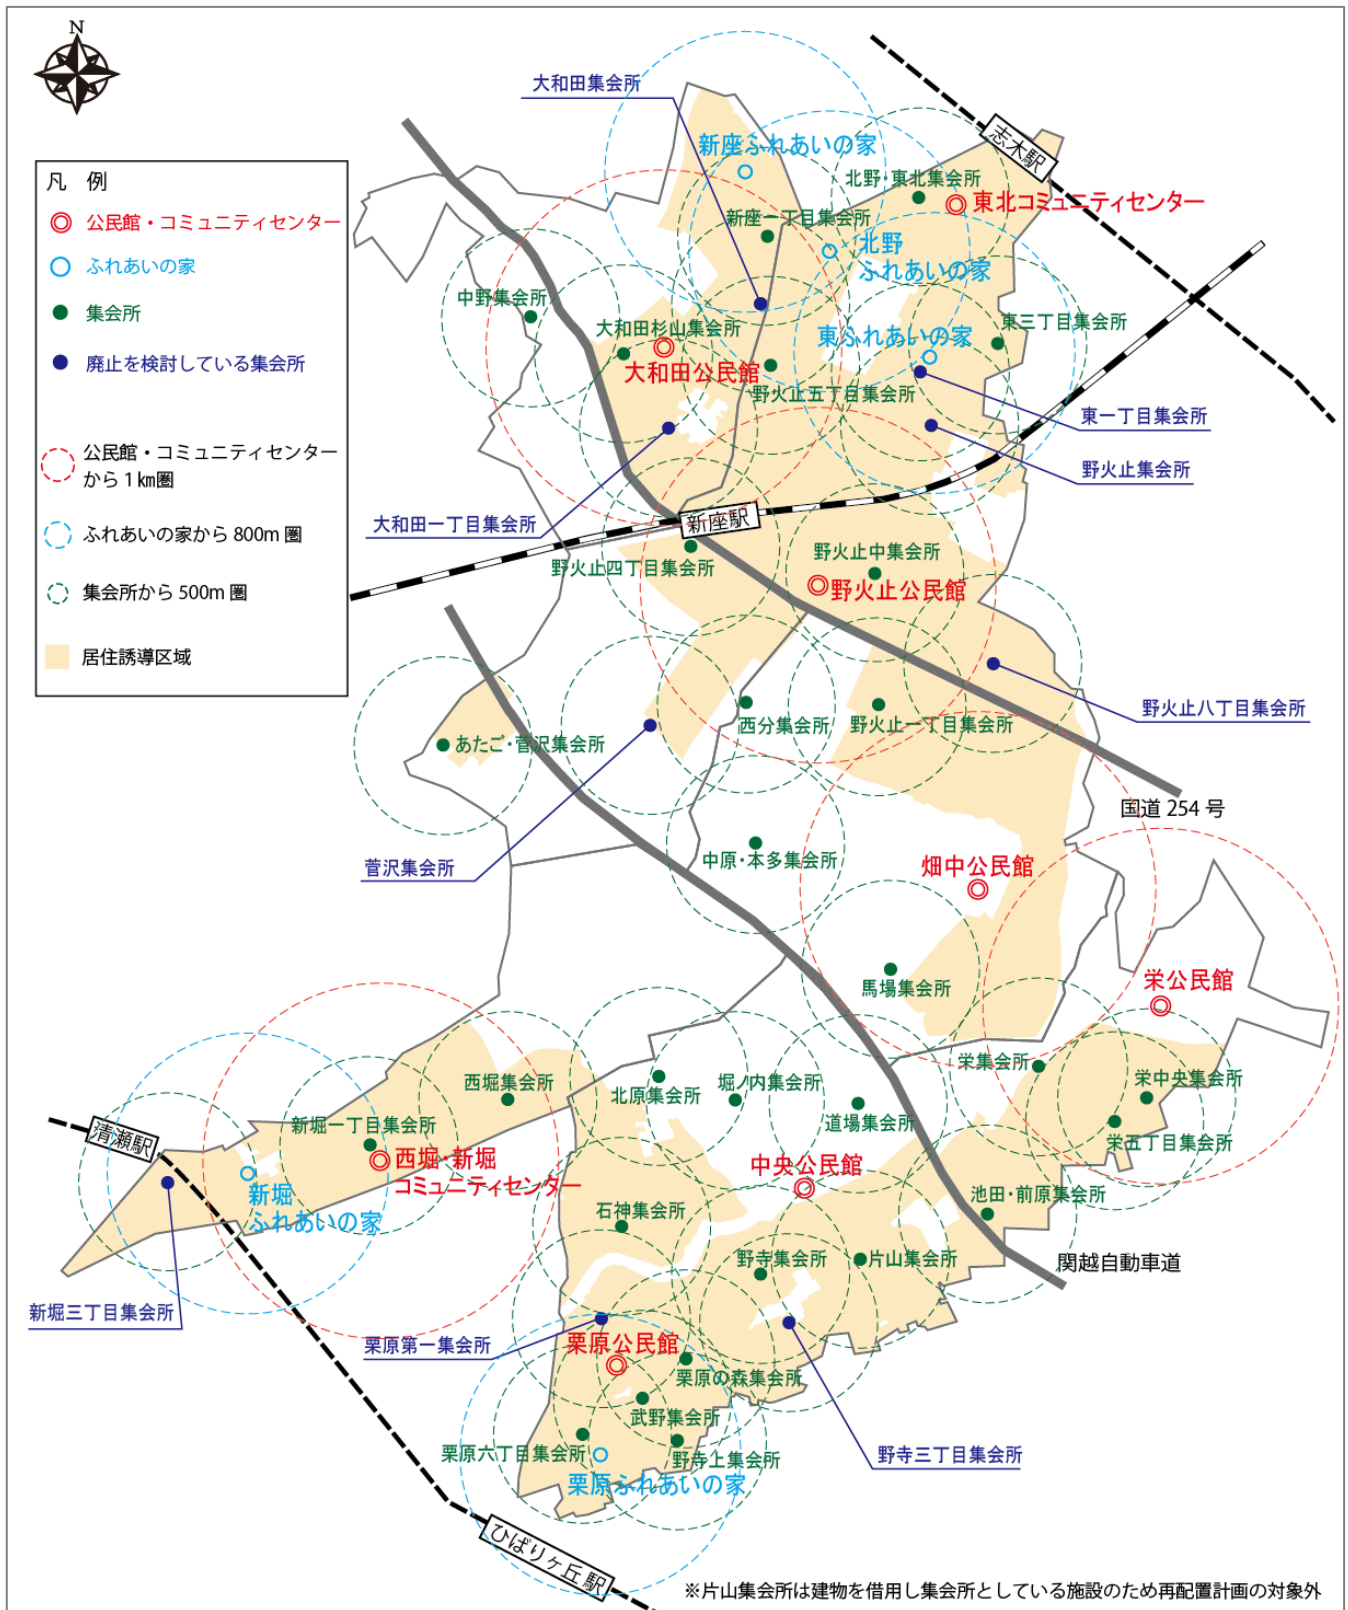 N
大和田集会所
志木駅
新座ふれあいの家
北野・東北集会所
東北コミュニティセンター
新座一丁目集会所
北野
ふれあいの家
凡　例
公民館・コミュニティセンター
ふれあいの家
集会所
廃止を検討している集会所
公民館・コミュニティセンター
から1㎞圏
ふれあいの家から800m圏
集会所から500m圏
居住誘導区域
中野集会所
大和田杉山集会所
東ふれあいの家
東三丁目集会所
大和田公民館
野火止五丁目集会所
東一丁目集会所
野火止集会所
大和田一丁目集会所
新座駅
野火止四丁目集会所
野火止中集会所
野火止公民館
野火止八丁目集会所
西分集会所
野火止一丁目集会所
あたご・菅沢集会所
国道254号
菅沢集会所
中原・本多集会所
畑中公民館
馬場集会所
栄公民館
栄集会所
栄中央集会所
栄五丁目集会所
西堀集会所
北原集会所
堀ノ内集会所
道場集会所
清瀬駅
新堀一丁目集会所
西堀・新堀
コミュニティセンター
中央公民館
新堀
ふれあいの家
石神集会所
池田・前原集会所
野寺集会所
片山集会所
関越自動車道
新堀三丁目集会所
栗原第一集会所
栗原公民館
栗原の森集会所
武野集会所
栗原六丁目集会所
野寺上集会所
野寺三丁目集会所
栗原ふれあいの家
ひばりヶ丘駅
※片山集会所は建物を借用し集会所としている施設のため再配置計画の対象外